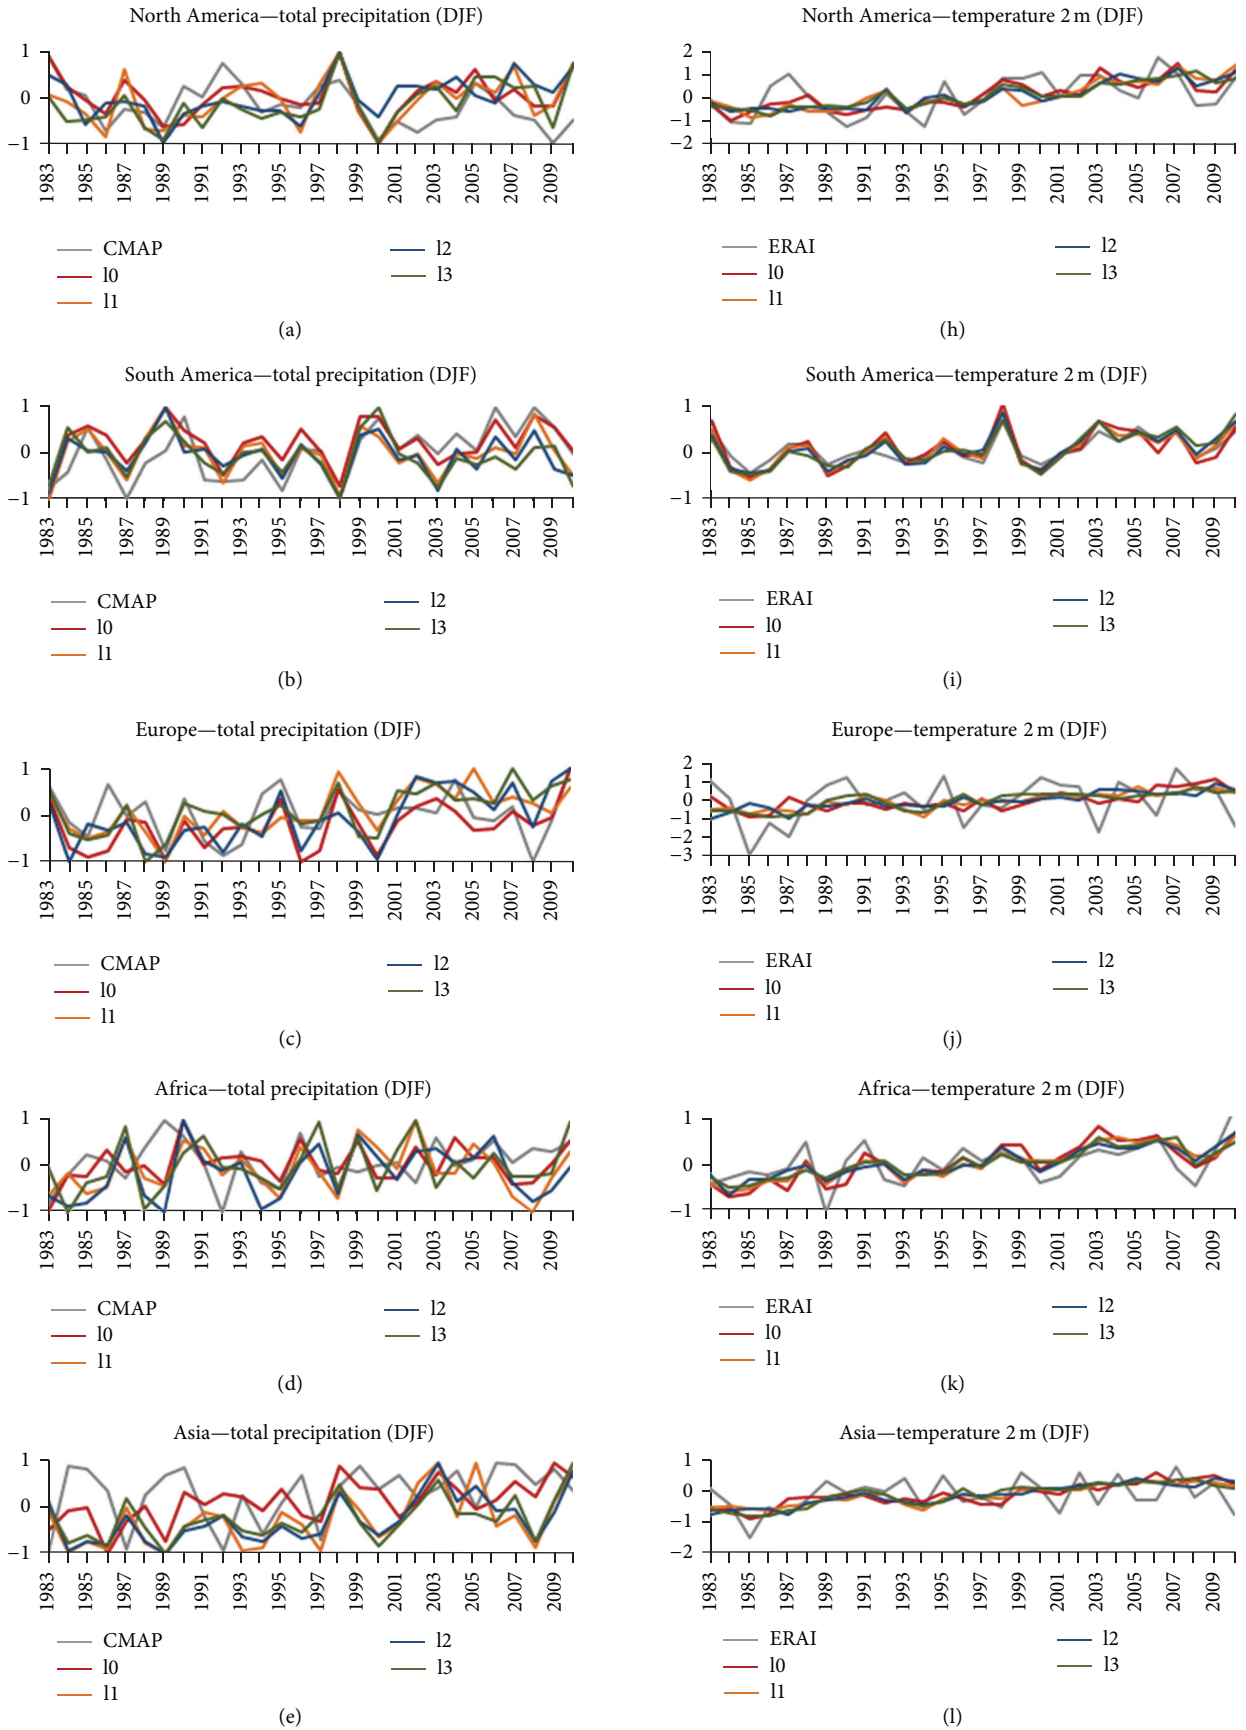 North America—total precipitation (DJF)
1
0
−1
1983 1985 1987 1989 1991 1993 1995 1997 1999 2001 2003 2005 2007 2009
CMAP l2
l0 l3
l1
(a)
North America—temperature 2 m (DJF)
2
1
0
−1
−2
1983 1985 1987 1989 1991 1993 1995 1997 1999 2001 2003 2005 2007 2009
ERAI l2
l0 l3
l1
(h)
South America—total precipitation (DJF)
1
0
−1
1983 1985 1987 1989 1991 1993 1995 1997 1999 2001 2003 2005 2007 2009
CMAP l2
l0 l3
l1
(b)
South America—temperature 2 m (DJF)
1
0
−1
1983 1985 1987 1989 1991 1993 1995 1997 1999 2001 2003 2005 2007 2009
ERAI l2
l0 l3
l1
(i)
Europe—total precipitation (DJF)
1
0
−1
1983 1985 1987 1989 1991 1993 1995 1997 1999 2001 2003 2005 2007 2009
CMAP l2
l0 l3
l1
(c)
Europe—temperature 2 m (DJF)
2
1
0
−1
−2
−3
1983 1985 1987 1989 1991 1993 1995 1997 1999 2001 2003 2005 2007 2009
ERAI l2
l0 l3
l1
(j)
Africa—total precipitation (DJF)
1
0
−1
1983 1985 1987 1989 1991 1993 1995 1997 1999 2001 2003 2005 2007 2009
CMAP l2
l0 l3
l1
(d)
Africa—temperature 2 m (DJF)
1
0
−1
1983 1985 1987 1989 1991 1993 1995 1997 1999 2001 2003 2005 2007 2009
ERAI l2
l0 l3
l1
(k)
Asia—total precipitation (DJF)
1
0
−1
1983 1985 1987 1989 1991 1993 1995 1997 1999 2001 2003 2005 2007 2009
CMAP l2
l0 l3
l1
(e)
Asia—temperature 2 m (DJF)
1
0
−1
−2
1983 1985 1987 1989 1991 1993 1995 1997 1999 2001 2003 2005 2007 2009
ERAI l2
l0 l3
l1
(l)